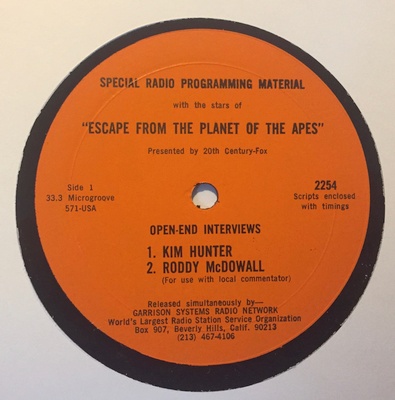 SPECIAL RADIO PROGRAMMING MATERIAL
with the stars of
"ESCAPE FROM THE PLANET OF THE APES"
Presented by 20th Century-Fox
Side 1
33.3 Microgroove
571-USA
2254
Scripts enclosed
with timings
OPEN-END INTERVIEWS
1. KIM HUNTER
2. RODDY McDOWALL
(For use with local commentator)
Released simultaneously by—
GARRISON SYSTEMS RADIO NETWORK
World's Largest Radio Station Service Organization
Box 907, Beverly Hills, Calif. 90213
(213) 467-4106